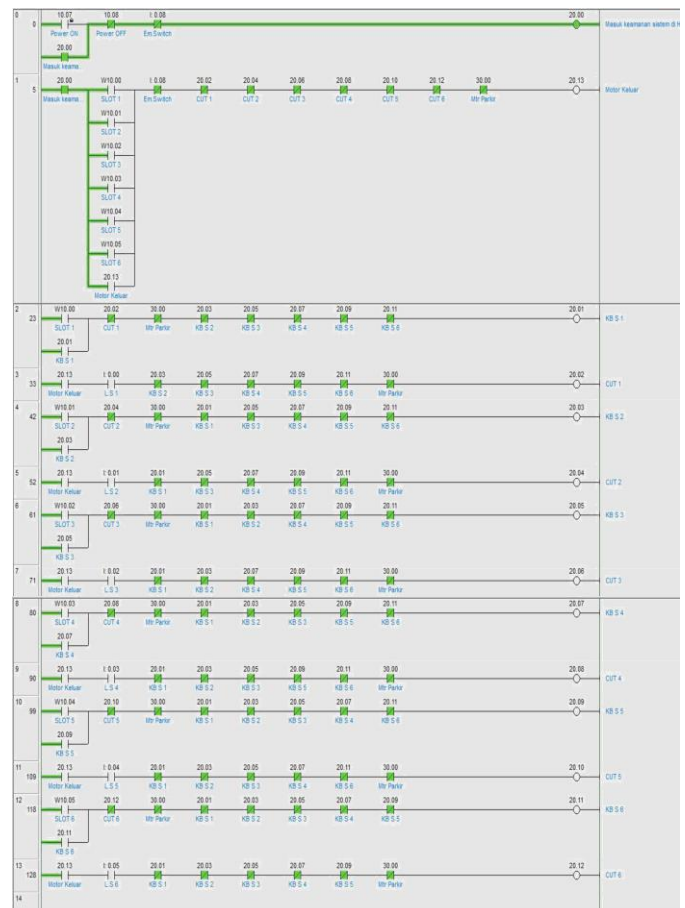 0 10.07 10.08 I: 0.08 20.00
0 Masuk keamanan sistem di H
Power ON Power OFF Em.Switch
20.00
Masuk keama...
1 20.00 W10.00 I: 0.08 20.02 20.04 20.06 20.08 20.10 20.12 30.00 20.13
5 Motor Keluar
Masuk keama... SLOT 1 Em.Switch CUT 1 CUT 2 CUT 3 CUT 4 CUT 5 CUT 6 Mtr Parkir
W10.01
SLOT 2
W10.02
SLOT 3
W10.03
SLOT 4
W10.04
SLOT 5
W10.05
SLOT 6
20.13
Motor Keluar
2 W10.00 20.02 30.00 20.03 20.05 20.07 20.09 20.11 20.01
23 KB S 1
SLOT 1 CUT 1 Mtr Parkir KB S 2 KB S 3 KB S 4 KB S 5 KB S 6
20.01
KB S 1
3 20.13 I: 0.00 20.03 20.05 20.07 20.09 20.11 30.00 20.02
33 CUT 1
Motor Keluar L.S 1 KB S 2 KB S 3 KB S 4 KB S 5 KB S 6 Mtr Parkir
4 W10.01 20.04 30.00 20.01 20.05 20.07 20.09 20.11 20.03
42 KB S 2
SLOT 2 CUT 2 Mtr Parkir KB S 1 KB S 3 KB S 4 KB S 5 KB S 6
20.03
KB S 2
5 20.13 I: 0.01 20.01 20.05 20.07 20.09 20.11 30.00 20.04
52 CUT 2
Motor Keluar L.S 2 KB S 1 KB S 3 KB S 4 KB S 5 KB S 6 Mtr Parkir
6 W10.02 20.06 30.00 20.01 20.03 20.07 20.09 20.11 20.05
61 KB S 3
SLOT 3 CUT 3 Mtr Parkir KB S 1 KB S 2 KB S 4 KB S 5 KB S 6
20.05
KB S 3
7 20.13 I: 0.02 20.01 20.03 20.07 20.09 20.11 30.00 20.06
71 CUT 3
Motor Keluar L.S 3 KB S 1 KB S 2 KB S 4 KB S 5 KB S 6 Mtr Parkir
8 W10.03 20.08 30.00 20.01 20.03 20.05 20.09 20.11 20.07
80 KB S 4
SLOT 4 CUT 4 Mtr Parkir KB S 1 KB S 2 KB S 3 KB S 5 KB S 6
20.07
KB S 4
9 20.13 I: 0.03 20.01 20.03 20.05 20.09 20.11 30.00 20.08
90 CUT 4
Motor Keluar L.S 4 KB S 1 KB S 2 KB S 3 KB S 5 KB S 6 Mtr Parkir
10 W10.04 20.10 30.00 20.01 20.03 20.05 20.07 20.11 20.09
99 KB S 5
SLOT 5 CUT 5 Mtr Parkir KB S 1 KB S 2 KB S 3 KB S 4 KB S 6
20.09
KB S 5
11 20.13 I: 0.04 20.01 20.03 20.05 20.07 20.11 30.00 20.10
109 CUT 5
Motor Keluar L.S 5 KB S 1 KB S 2 KB S 3 KB S 4 KB S 6 Mtr Parkir
12 W10.05 20.12 30.00 20.01 20.03 20.05 20.07 20.09 20.11
118 KB S 6
SLOT 6 CUT 6 Mtr Parkir KB S 1 KB S 2 KB S 3 KB S 4 KB S 5
20.11
KB S 6
13 20.13 I: 0.05 20.01 20.03 20.05 20.07 20.09 30.00 20.12
128 CUT 6
Motor Keluar L.S 6 KB S 1 KB S 2 KB S 3 KB S 4 KB S 5 Mtr Parkir
14